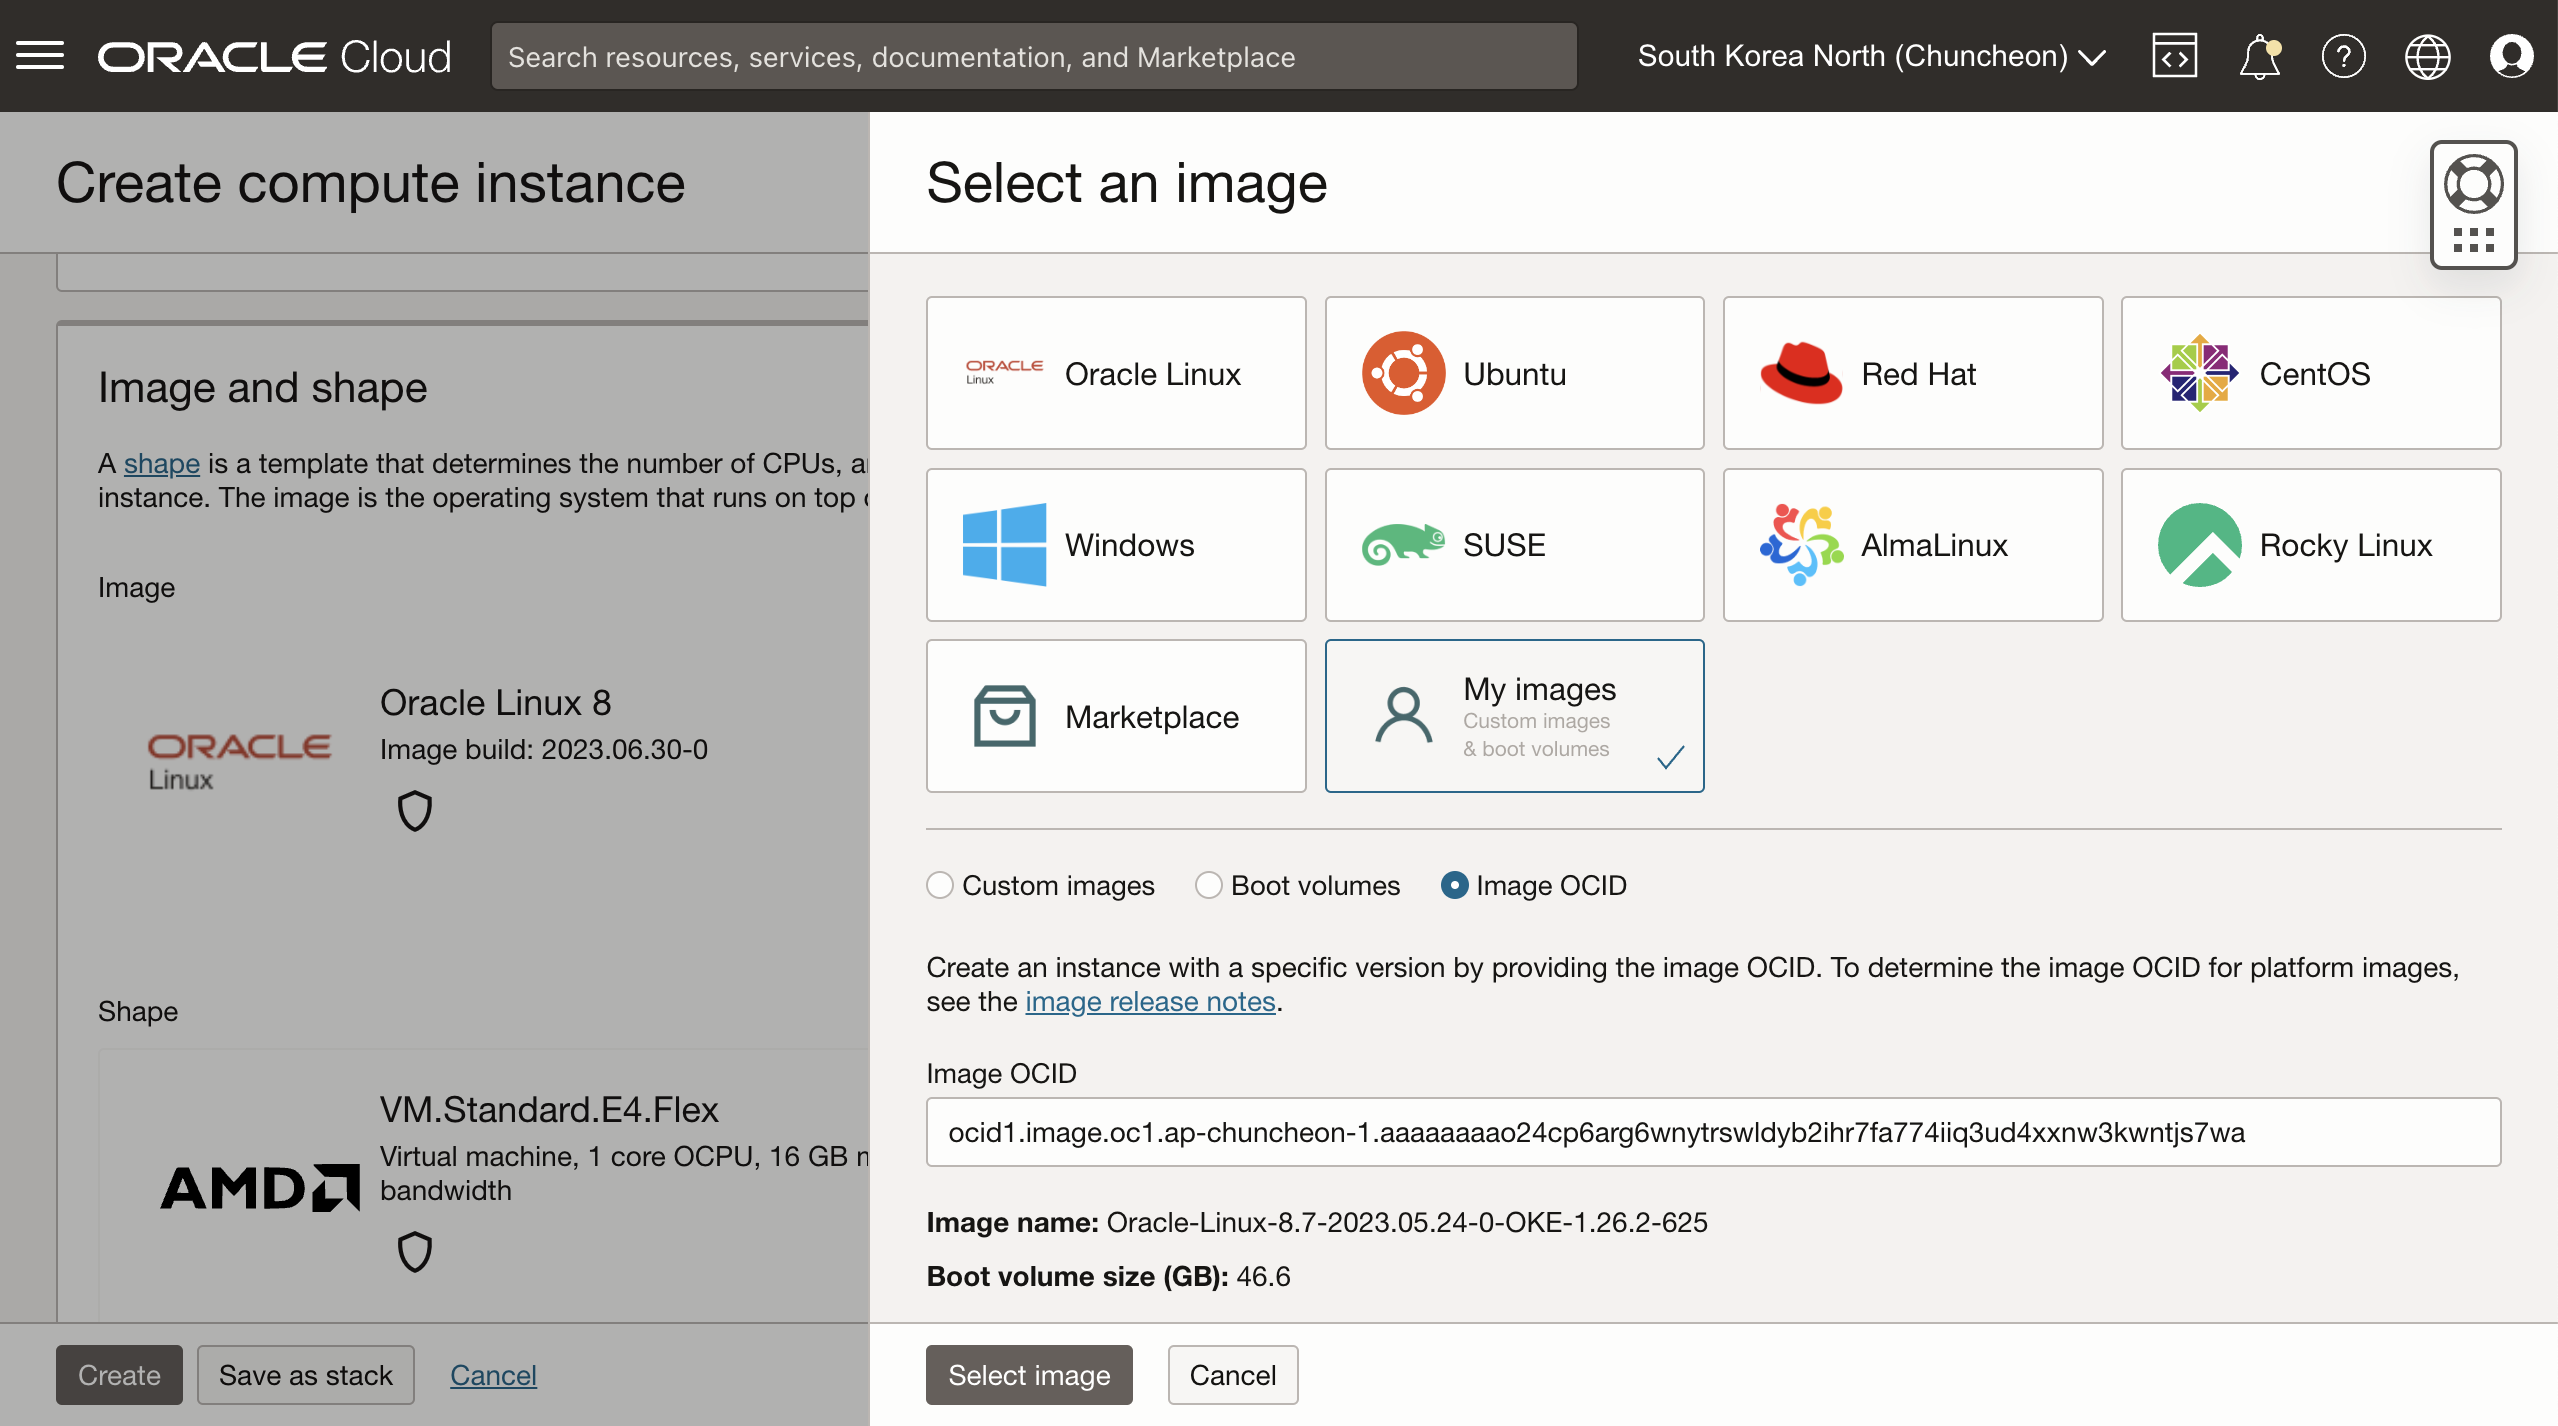 ORACLE Cloud
Search resources, services, documentation, and Marketplace
South Korea North (Chuncheon)
Create compute instance
Image and shape
A shape is a template that determines the number of CPUs,
instance. The image is the operating system that runs on top
Image
ORACLE
Linux
Oracle Linux 8
Image build: 2023.06.30-0
Shape
AMD
VM.Standard.E4.Flex
Virtual machine, 1 core OCPU, 16 GB
bandwidth
Create
Save as stack
Cancel
Select an image
ORACLE
Linux
Oracle Linux
Ubuntu
Red Hat
CentOS
Windows
SUSE
AlmaLinux
Rocky Linux
Marketplace
My images
Custom images
& boot volumes
Custom images
Boot volumes
Image OCID
Create an instance with a specific version by providing the image OCID. To determine the image OCID for platform images,
see the image release notes.
Image OCID
ocid1.image.oc1.ap-chuncheon-1.aaaaaaaao24cp6arg6wnytrswldyb2ihr7fa774iiq3ud4xxnw3kwntjs7wa
Image name: Oracle-Linux-8.7-2023.05.24-0-OKE-1.26.2-625
Boot volume size (GB): 46.6
Select image
Cancel